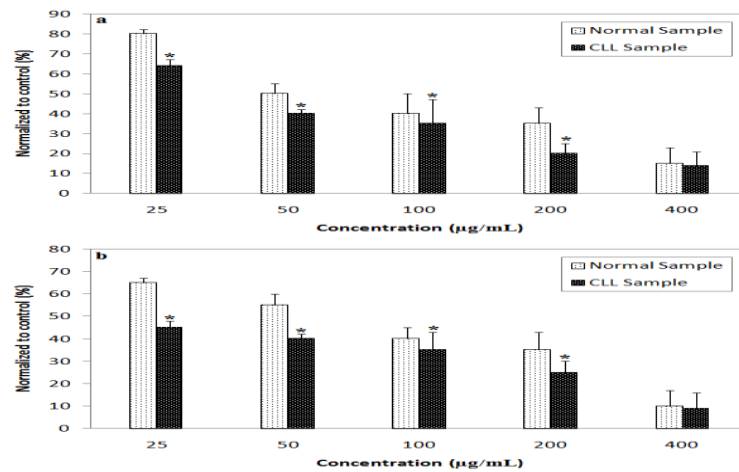 a
Normalized to control (%)
90
80
70
60
50
40
30
20
10
0
Normal Sample
CLL Sample
*
*
*
*
25 50 100 200 400
Concentration (µg/mL)
b
Normalized to control (%)
80
70
60
50
40
30
20
10
0
Normal Sample
CLL Sample
*
*
*
*
25 50 100 200 400
Concentration (µg/mL)